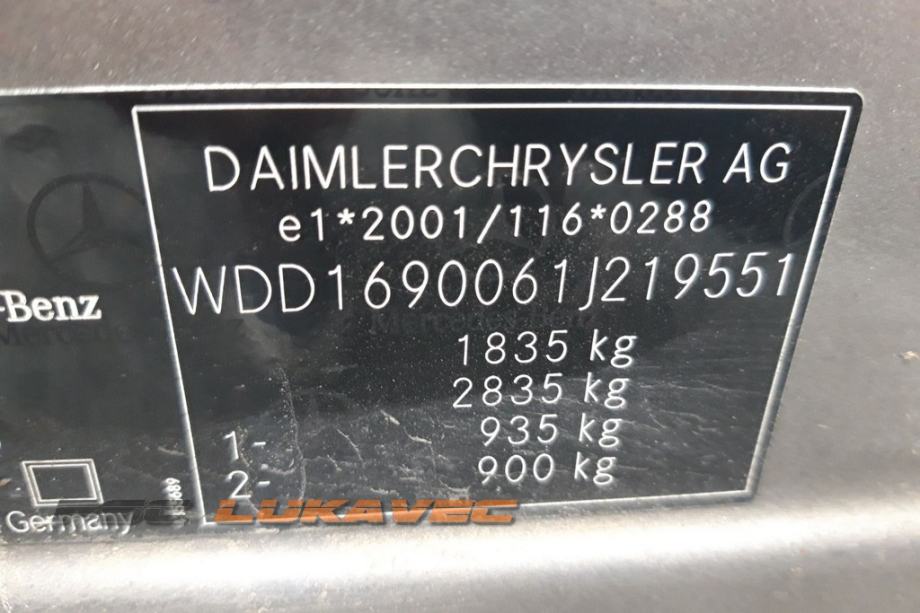 DAIMLERCHRYSLER AG
e1*2001/116*0288
WDD1690061J219551
-Benz
1835 kg
2835 kg
1- 935 kg
2- 900 kg
Germany
LUKAVEC